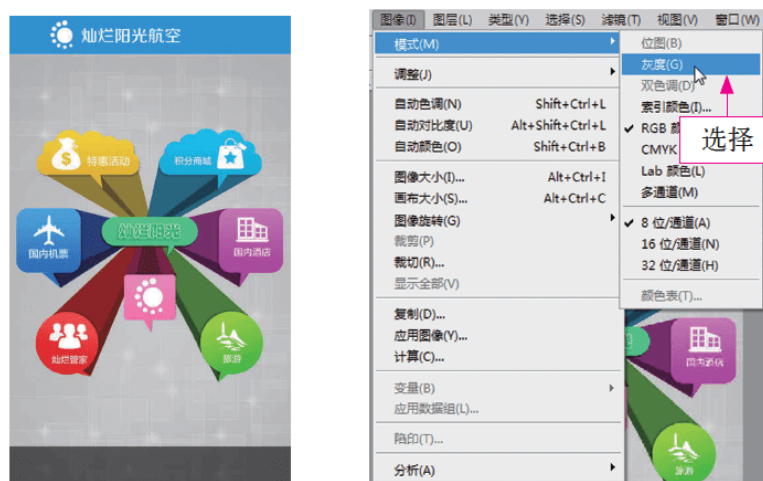 灿烂阳光航空
特惠活动
积分商城
国内机票
灿烂阳光
国内酒店
灿烂管家
旅游
图像(I) 图层(L) 类型(Y) 选择(S) 滤镜(T) 视图(V) 窗口(W)
模式(M)
调整(J)
自动色调(N) Shift+Ctrl+L
自动对比度(U) Alt+Shift+Ctrl+L
自动颜色(O) Shift+Ctrl+B
图像大小(I)... Alt+Ctrl+I
画布大小(S)... Alt+Ctrl+C
图像旋转(G)
裁剪(P)
裁切(R)...
显示全部(V)
复制(D)...
应用图像(Y)...
计算(C)...
变量(B)
应用数据组(L)...
陷印(T)...
分析(A)
位图(B)
灰度(G)
双色调(D)
索引颜色(I)...
RGB 颜
CMYK
Lab 颜色(L)
多通道(M)
8 位/通道(A)
16 位/通道(N)
32 位/通道(H)
颜色表(T)...
选择
国内酒店
旅游